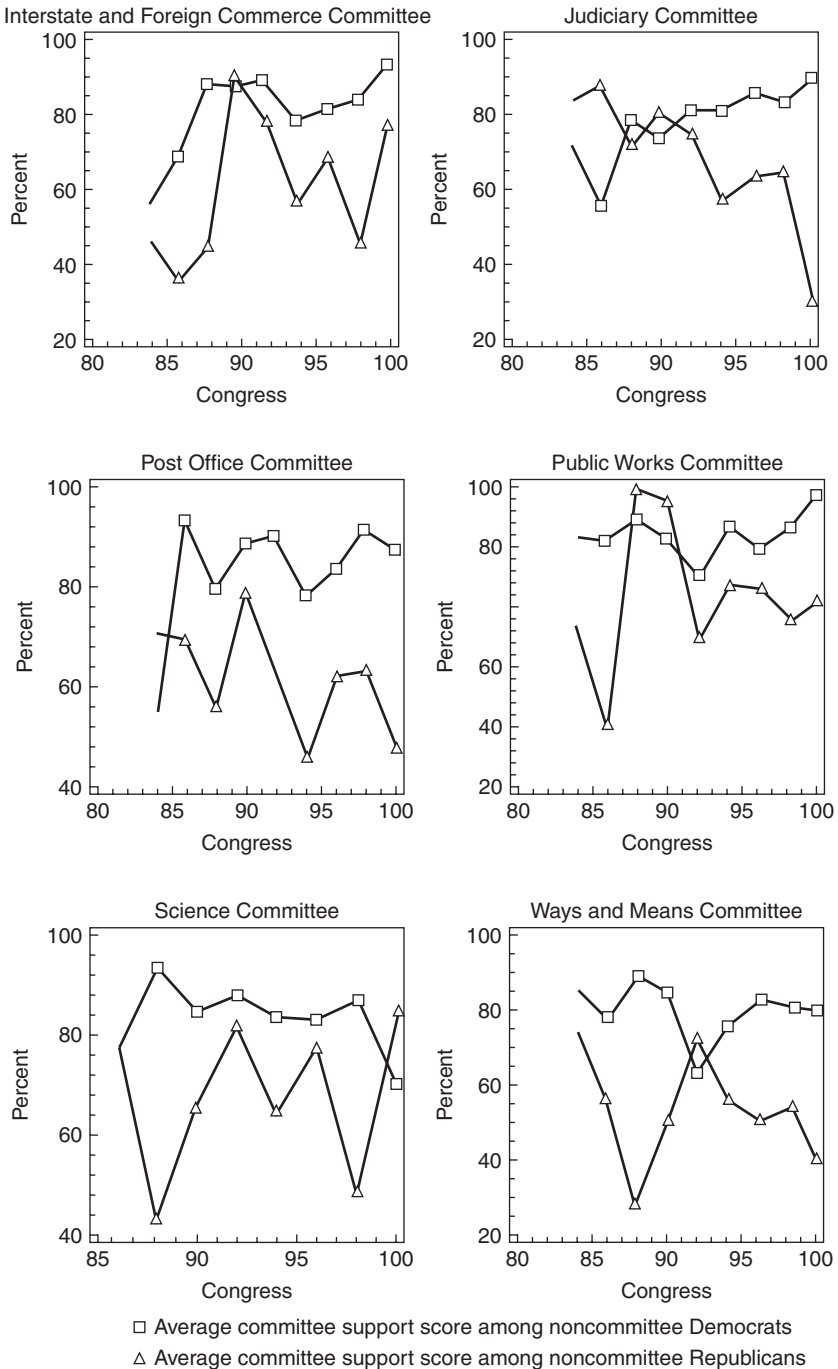 Interstate and Foreign Commerce Committee
100
80
60
40
20
Percent
80 85 90 95 100
Congress
Judiciary Committee
100
80
60
40
20
Percent
80 85 90 95 100
Congress
Post Office Committee
100
80
60
40
Percent
80 85 90 95 100
Congress
Public Works Committee
100
80
60
40
20
Percent
80 85 90 95 100
Congress
Science Committee
100
80
60
40
Percent
85 90 95 100
Congress
Ways and Means Committee
100
80
60
40
20
Percent
80 85 90 95 100
Congress
Average committee support score among noncommittee Democrats
Average committee support score among noncommittee Republicans